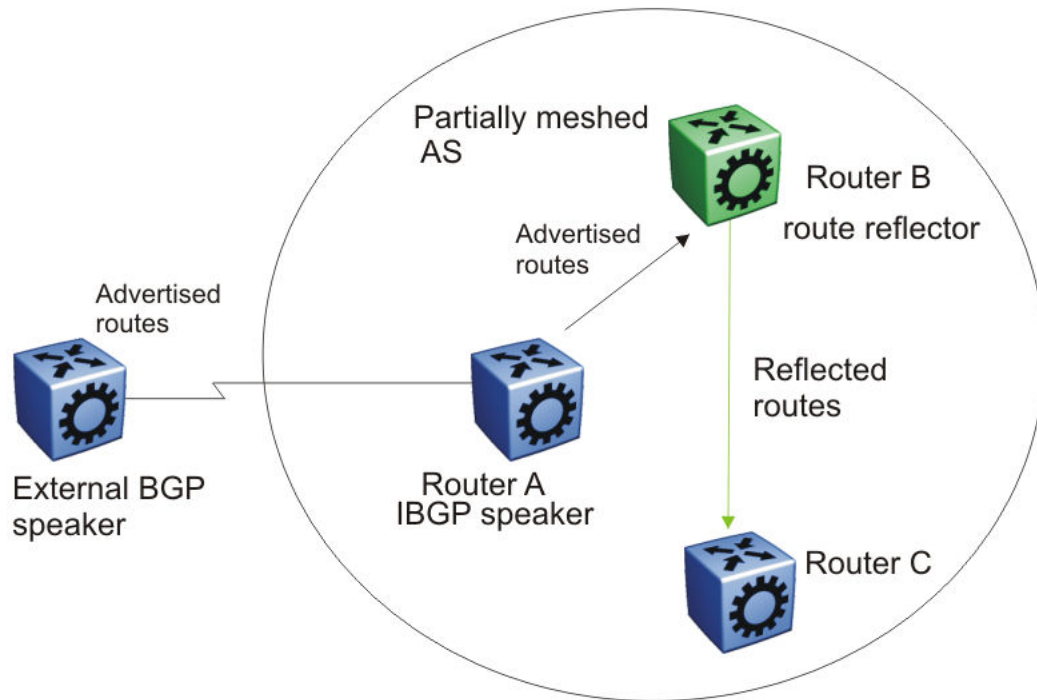 Partially meshed
AS
Router B
route reflector
Advertised
routes
Advertised
routes
Reflected
routes
External BGP
speaker
Router A
IBGP speaker
Router C